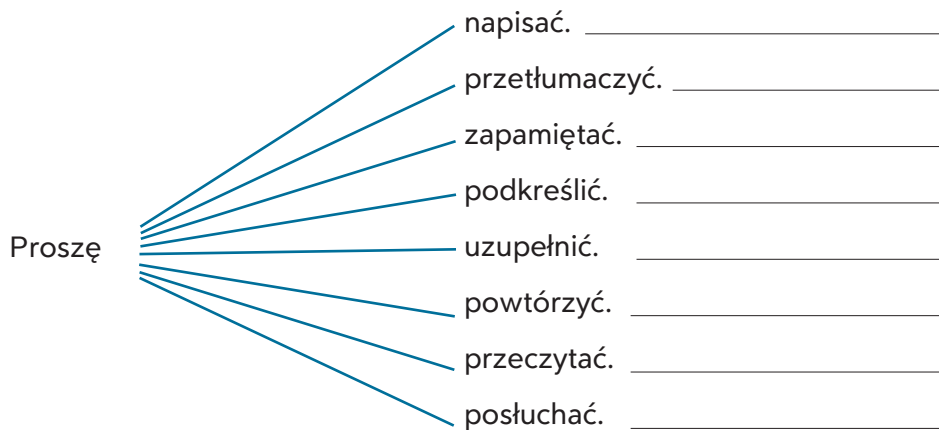 napisać.
przetłumaczyć.
zapamiętać.
podkreślić.
Proszę uzupełnić.
powtórzyć.
przeczytać.
posłuchać.